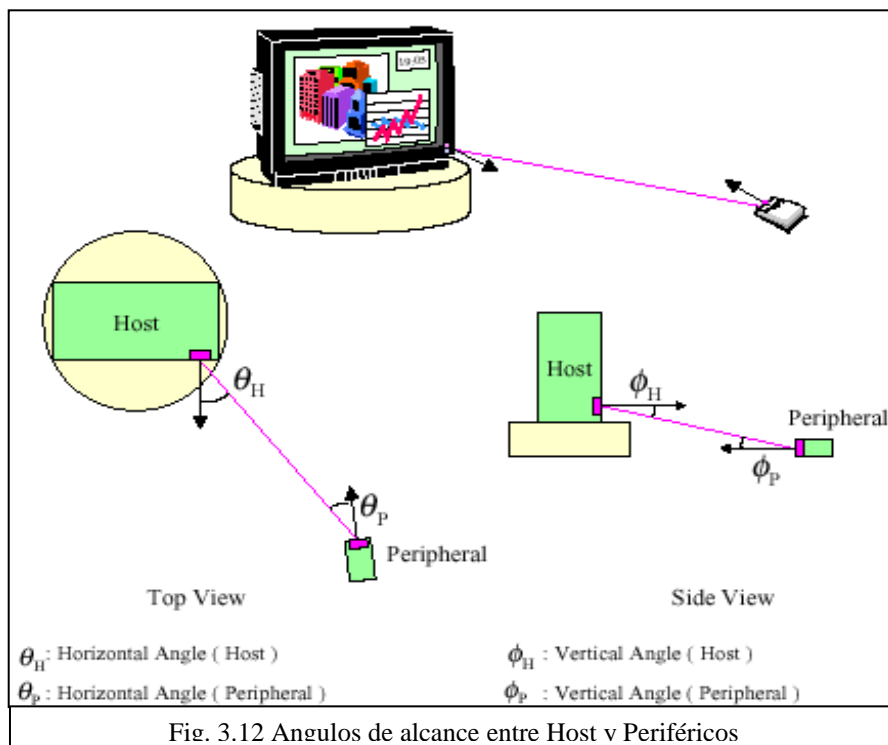 19:05
Host
θH
θP
Peripheral
Top View
Host
ϕH
Peripheral
ϕP
Side View
θH : Horizontal Angle ( Host )
θP : Horizontal Angle ( Peripheral )
ϕH : Vertical Angle ( Host )
ϕP : Vertical Angle ( Peripheral )
Fig. 3.12 Angulos de alcance entre Host y Periféricos